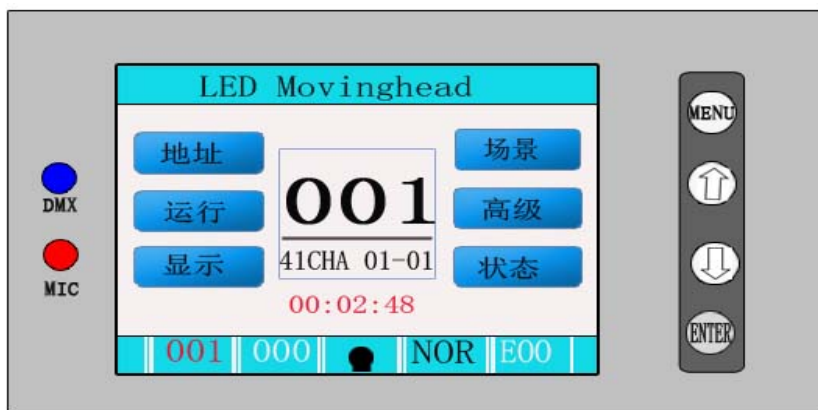 LED Movinghead
地址
运行
显示
001
41CHA 01-01
00:02:48
场景
高级
状态
001 000 NOR E00
DMX
MIC
MENU
ENTER